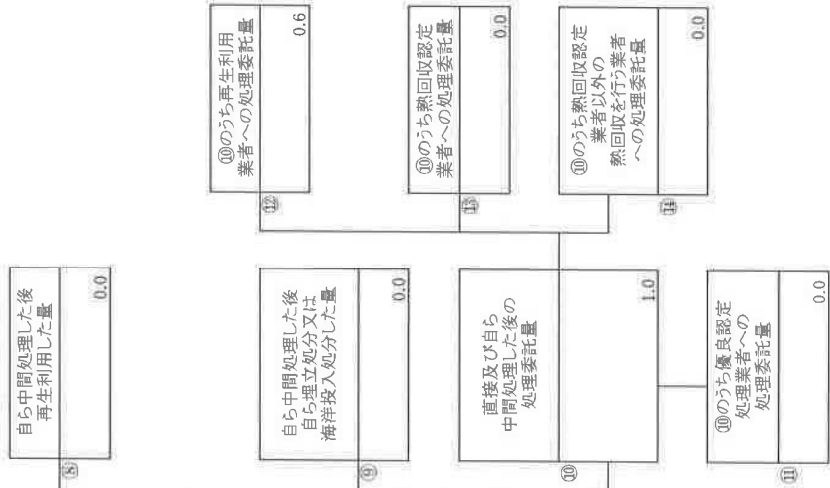 ⑧
自ら中間処理した後
再生利用した量
0.0
⑨
自ら中間処理した後
自ら埋立処分又は
海洋投入処分した量
0.0
⑩
直接及び自ら
中間処理した後の
処理委託量
1.0
⑪
⑩のうち優良認定
処理業者への
処理委託量
0.0
⑫
⑩のうち再生利用
業者への処理委託量
0.6
⑬
⑩のうち熱回収認定
業者への処理委託量
0.0
⑭
⑩のうち熱回収認定
業者以外の
熱回収を行う業者
への処理委託量
0.0